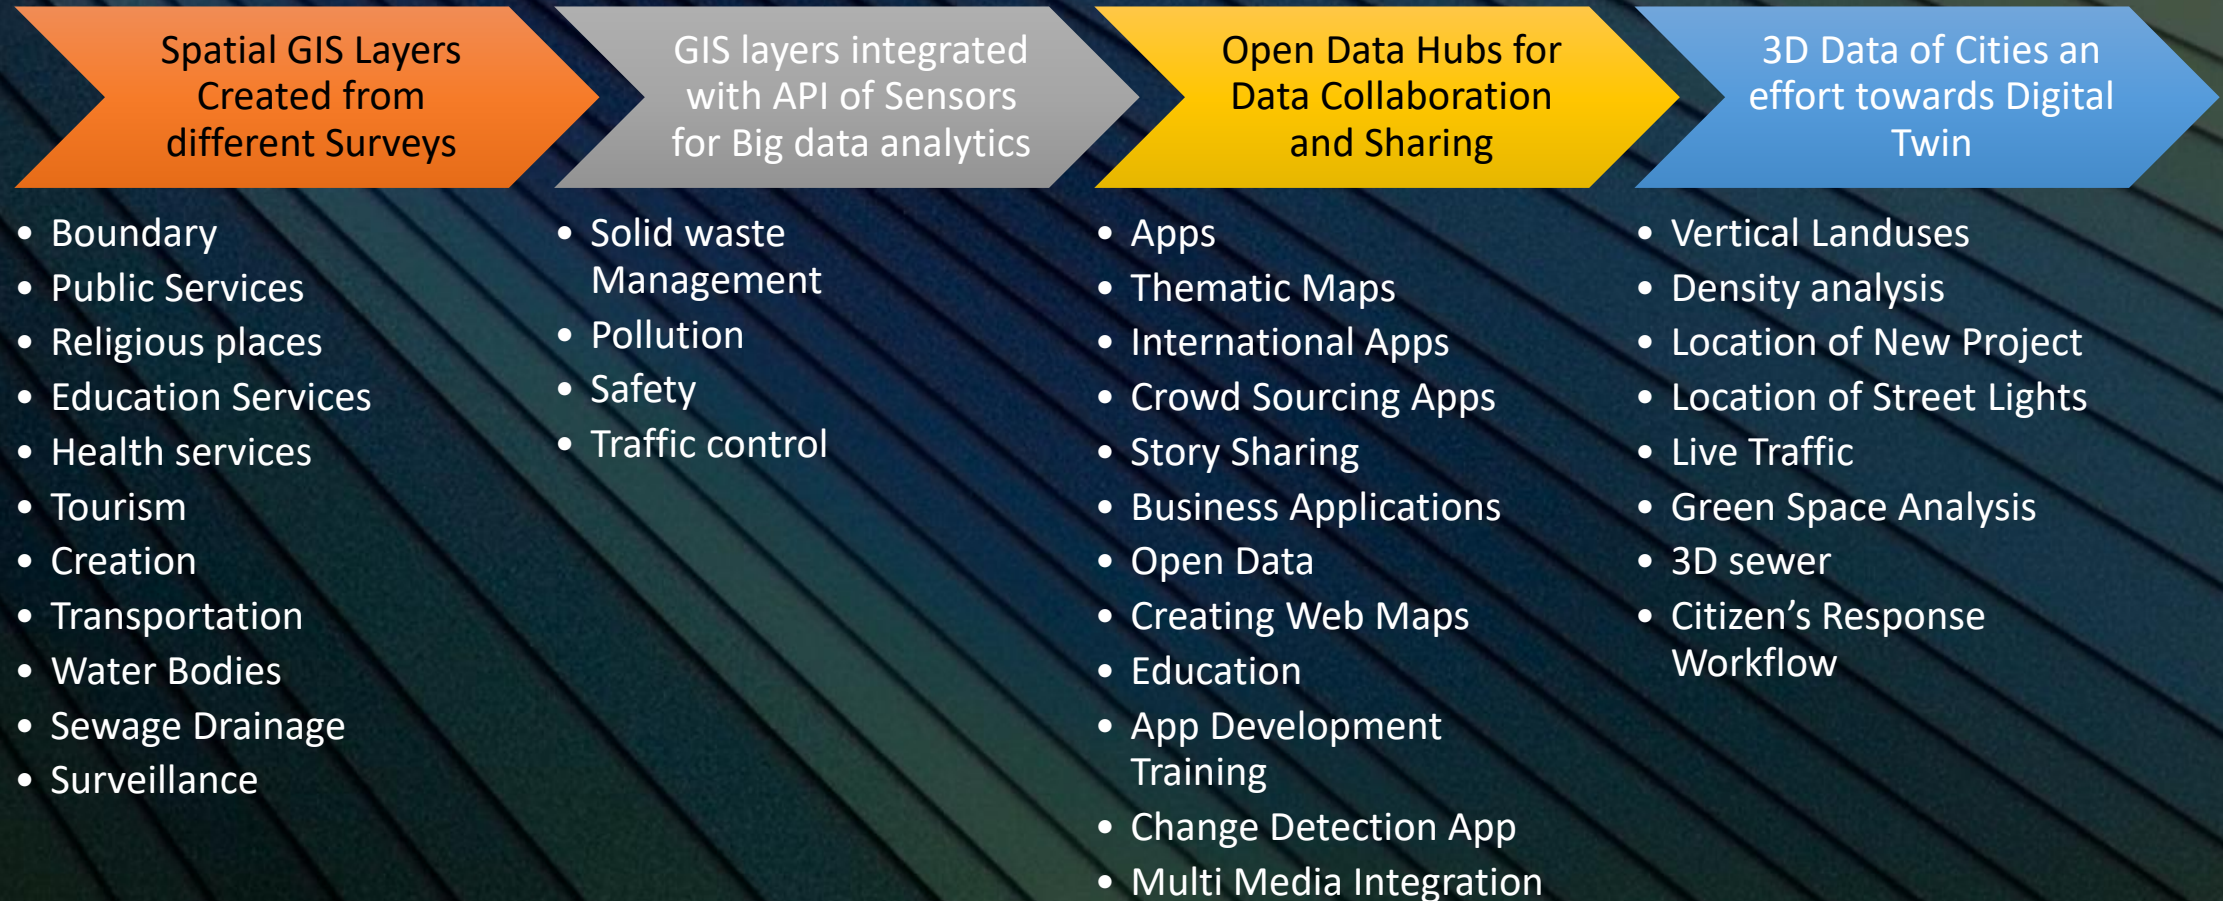 Spatial GIS Layers
Created from
different Surveys
• Boundary
• Public Services
• Religious places
• Education Services
• Health services
• Tourism
• Creation
• Transportation
• Water Bodies
• Sewage Drainage
• Surveillance
GIS layers integrated
with API of Sensors
for Big data analytics
• Solid waste
Management
• Pollution
• Safety
• Traffic control
Open Data Hubs for
Data Collaboration
and Sharing
• Apps
• Thematic Maps
• International Apps
• Crowd Sourcing Apps
• Story Sharing
• Business Applications
• Open Data
• Creating Web Maps
• Education
• App Development
Training
• Change Detection App
• Multi Media Integration
3D Data of Cities an
effort towards Digital
Twin
• Vertical Landuses
• Density analysis
• Location of New Project
• Location of Street Lights
• Live Traffic
• Green Space Analysis
• 3D sewer
• Citizen’s Response
Workflow